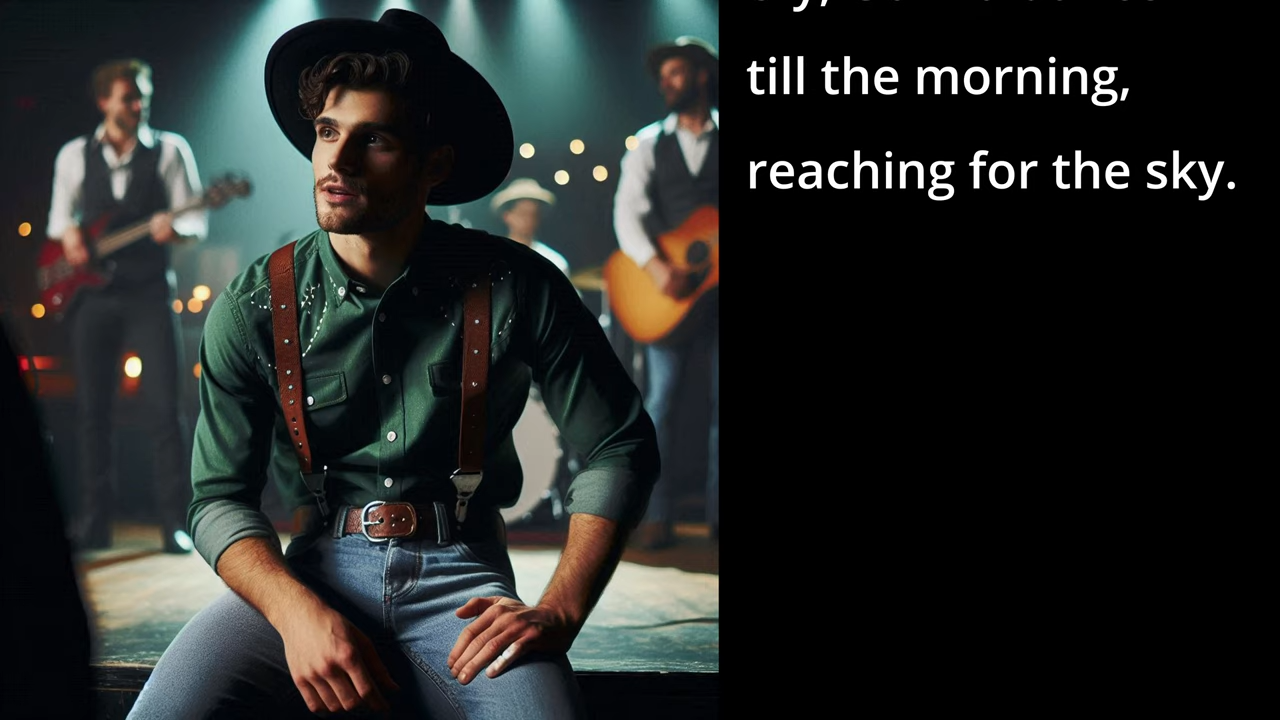 till the morning,
reaching for the sky.